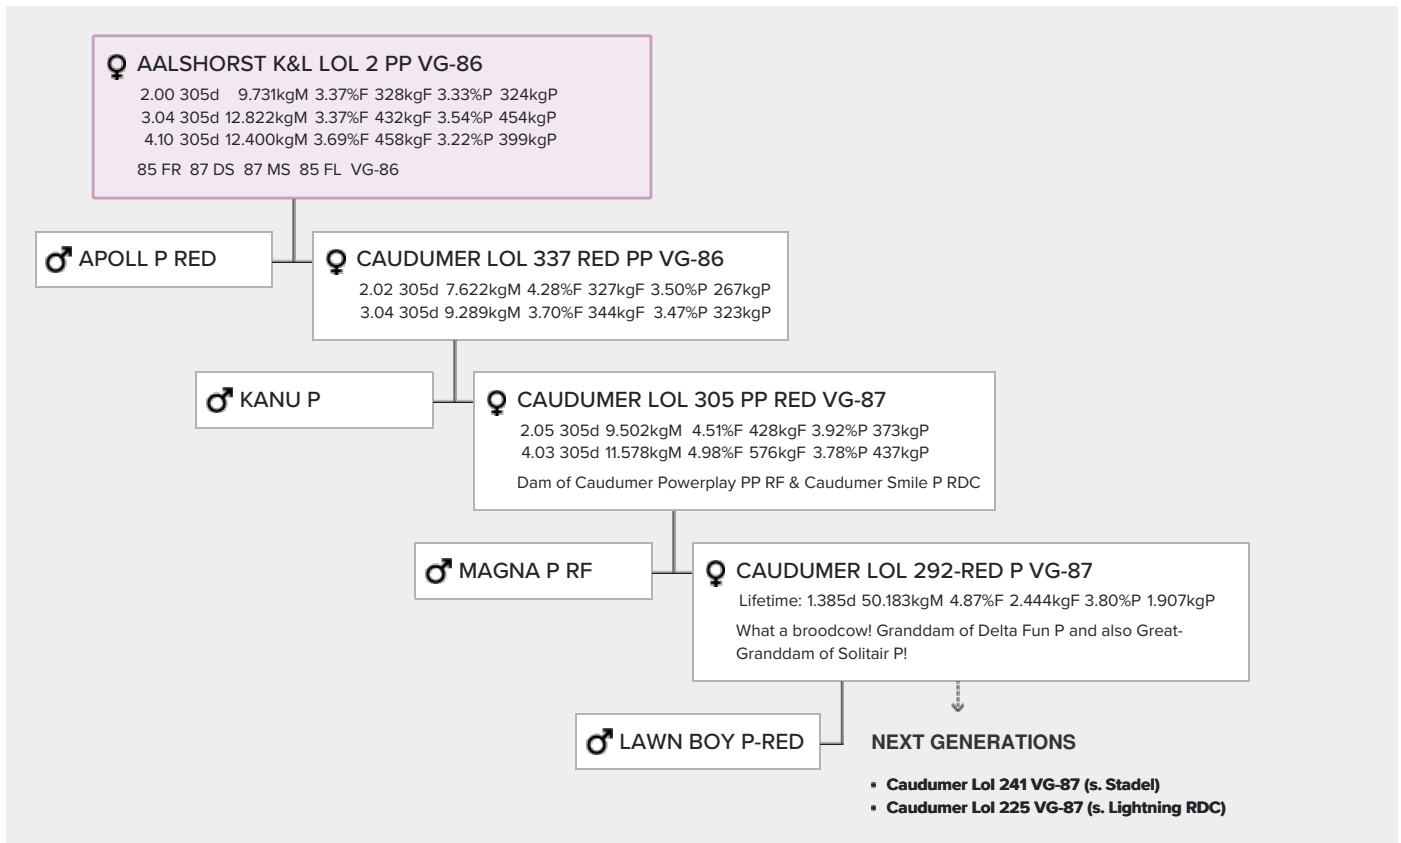 AALSHORST K&L LOL 2 PP VG-86
2.00 305d 9.731kgM 3.37%F 328kgF 3.33%P 324kgP
3.04 305d 12.822kgM 3.37%F 432kgF 3.54%P 454kgP
4.10 305d 12.400kgM 3.69%F 458kgF 3.22%P 399kgP
85 FR 87 DS 87 MS 85 FL VG-86
APOLL P RED
CAUDUMER LOL 337 RED PP VG-86
2.02 305d 7.622kgM 4.28%F 327kgF 3.50%P 267kgP
3.04 305d 9.289kgM 3.70%F 344kgF 3.47%P 323kgP
KANU P
CAUDUMER LOL 305 PP RED VG-87
2.05 305d 9.502kgM 4.51%F 428kgF 3.92%P 373kgP
4.03 305d 11.578kgM 4.98%F 576kgF 3.78%P 437kgP
Dam of Caudumer Powerplay PP RF & Caudumer Smile P RDC
MAGNA P RF
CAUDUMER LOL 292-RED P VG-87
Lifetime: 1.385d 50.183kgM 4.87%F 2.444kgF 3.80%P 1.907kgP
What a broodcow! Granddam of Delta Fun P and also Great-
Granddam of Solitair P!
LAWN BOY P-RED
NEXT GENERATIONS
• Caudumer Lol 241 VG-87 (s. Stadel)
• Caudumer Lol 225 VG-87 (s. Lightning RDC)